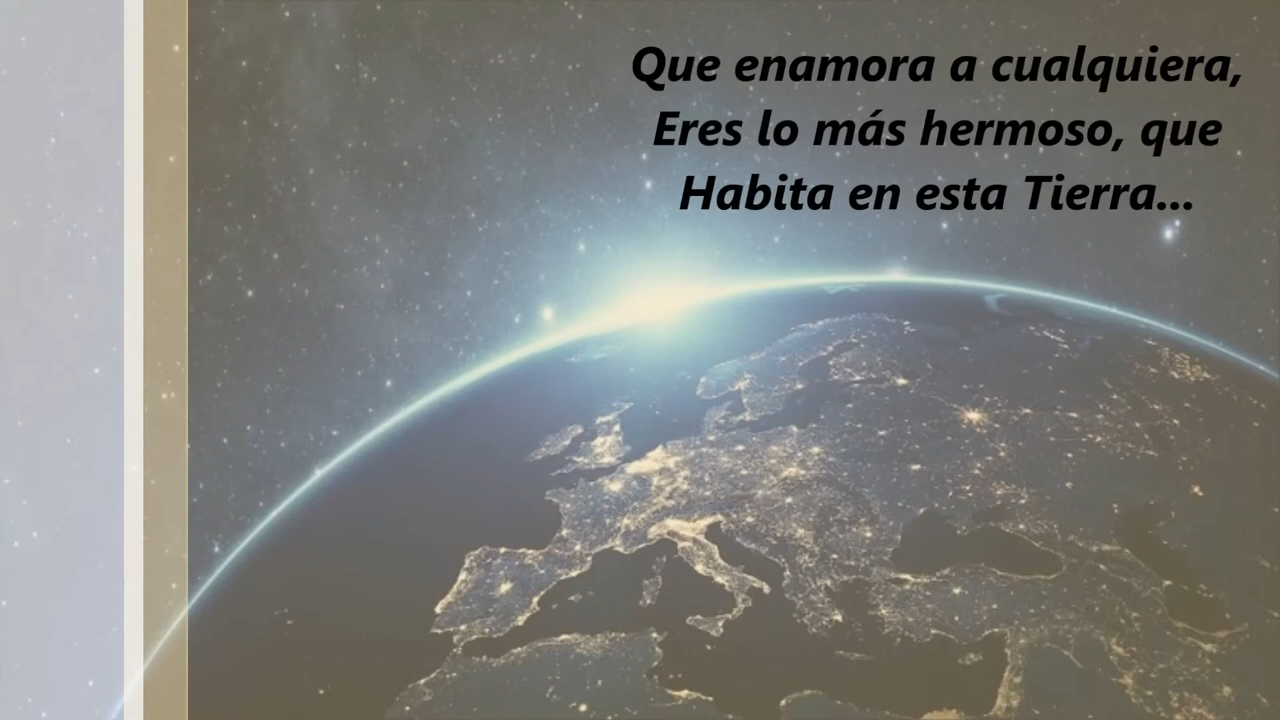 Que enamora a cualquiera,
Eres lo más hermoso, que
Habita en esta Tierra...